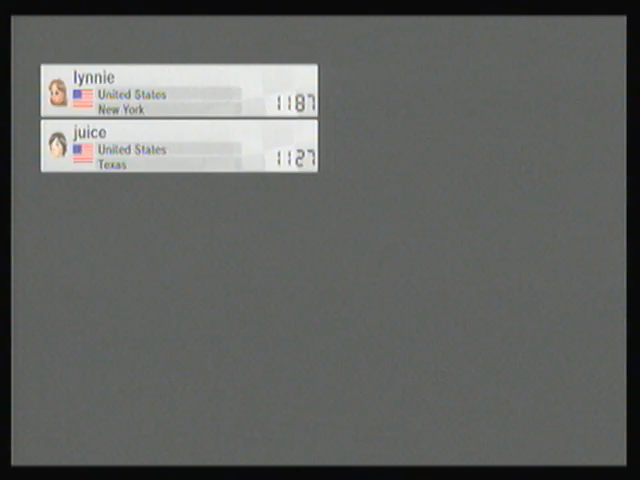 lynnie
United States
New York
1187
juice
United States
Texas
1127